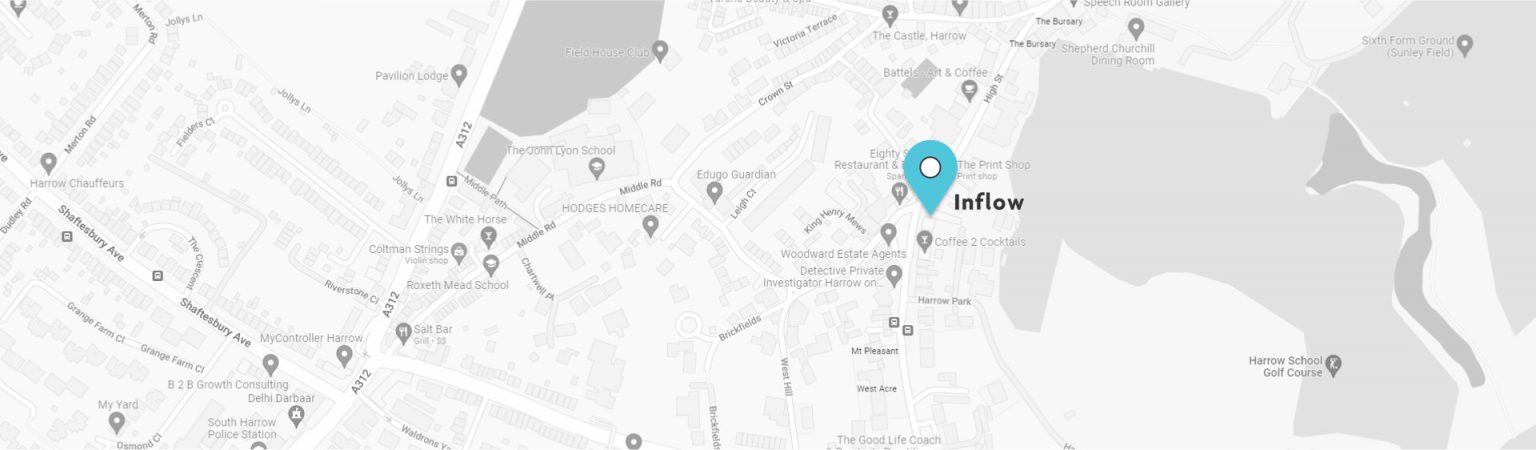 Speech Room Gallery
Merton Rd
Jollys Ln
Victoria Terrace
The Castle, Harrow
The Bursary
The Bursary
Shepherd Churchill
Dining Room
Sixth Form Ground
(Sunley Field)
Field House Club
Pavilion Lodge
Battels - Art & Coffee
High St
Crown St
Jollys Ln
Merton Rd
Fielders Ct
A312
The John Lyon School
Eighty
Restaurant &
The Print Shop
Print shop
Harrow Chauffeurs
Jollys Ln
Middle-Path
Middle Rd
Edugo Guardian
Leigh Ct
Inflow
Dudley Rd
Shaftesbury Ave
The White Horse
HODGES HOMECARE
King Henry Mews
Middle Rd
Coltman Strings
Violin shop
Coffee 2 Cocktails
Woodward Estate Agents
The Crescent
Roxeth Mead School
Chartwell Pl
Detective Private
Investigator Harrow on...
Riverstone Cl
A312
Harrow Park
Shaftesbury Ave
Grange Farm Cl
Grange Farm Cl
MyController Harrow
Salt Bar
Grill • $$
Brickfields
Mt Pleasant
Harrow School
Golf Course
B 2 B Growth Consulting
A312
West Hill
West Acre
Delhi Darbaar
My Yard
South Harrow
Police Station
Osmond Cl
Waldrons
Brickfields
The Good Life Coach